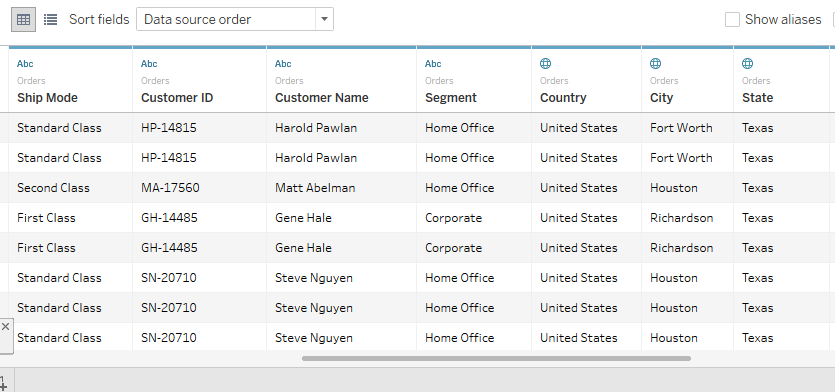 Sort fields Data source order Show aliases
Abc Abc Abc Abc
Orders Orders Orders Orders Orders Orders Orders
Ship Mode Customer ID Customer Name Segment Country City State
Standard Class HP-14815 Harold Pawlan Home Office United States Fort Worth Texas
Standard Class HP-14815 Harold Pawlan Home Office United States Fort Worth Texas
Second Class MA-17560 Matt Abelman Home Office United States Houston Texas
First Class GH-14485 Gene Hale Corporate United States Richardson Texas
First Class GH-14485 Gene Hale Corporate United States Richardson Texas
Standard Class SN-20710 Steve Nguyen Home Office United States Houston Texas
Standard Class SN-20710 Steve Nguyen Home Office United States Houston Texas
Standard Class SN-20710 Steve Nguyen Home Office United States Houston Texas